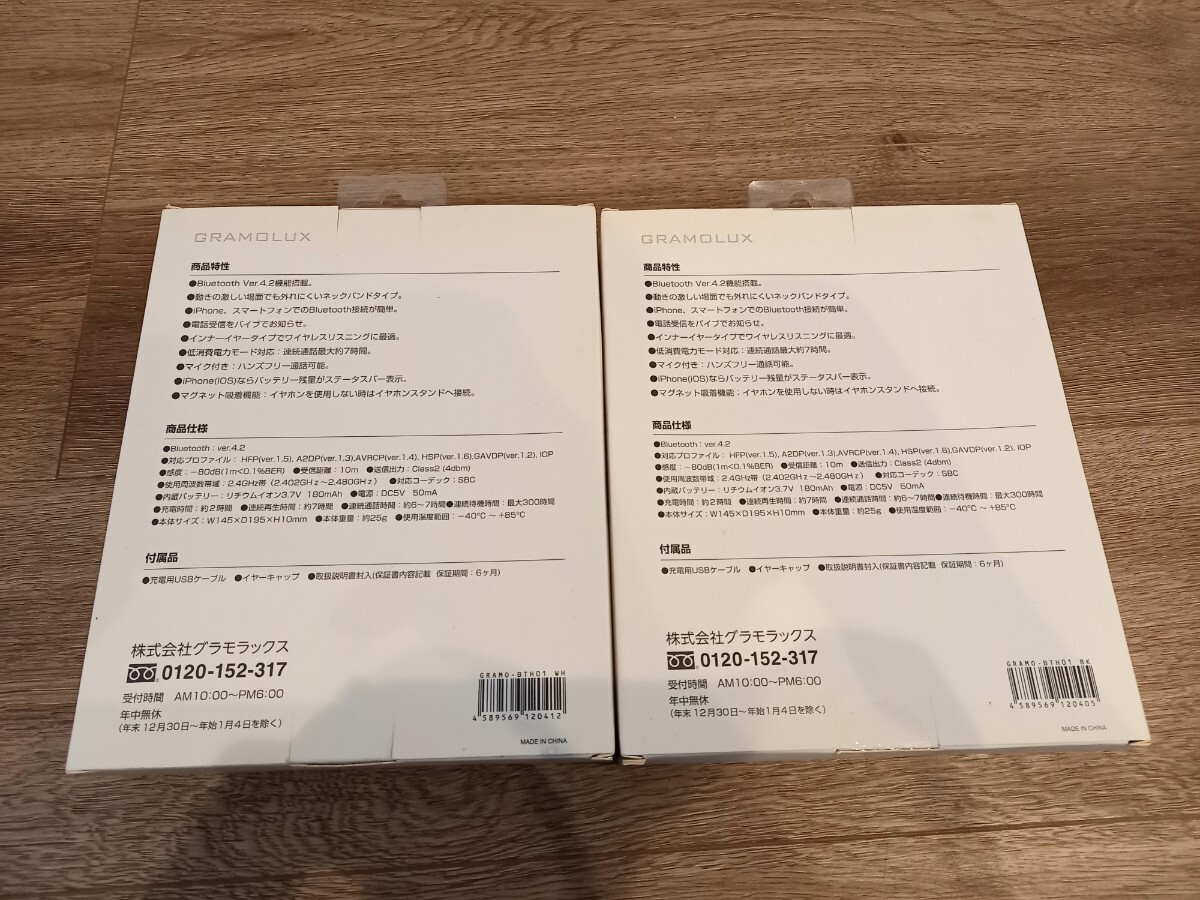 GRAMOLUX
商品特性
●Bluetooth Ver.4.2機能搭載。
●動きの激しい場面でも外れにくいネックバンドタイプ。
●iPhone、スマートフォンでのBluetooth接続が簡単。
●電話受信をバイブでお知らせ。
●インナーイヤータイプでワイヤレスリスニングに最適。
●低消費電力モード対応：連続通話最大約7時間。
●マイク付き：ハンズフリー通話可能。
●iPhone(iOS)ならバッテリー残量がステータスバー表示。
●マグネット吸着機能：イヤホンを使用しない時はイヤホンスタンドへ接続。
商品仕様
●Bluetooth：ver.4.2
●対応プロファイル： HFP(ver.1.5), A2DP(ver.1.3),AVRCP(ver.1.4), HSP(ver.1.6),GAVDP(ver.1.2), IOP
●感度：－80dB(1m<0.1%BER) ●受信距離：10m ●送信出力：Class2 (4dbm)
●使用周波数帯域：2.4GHz帯 (2.402GHz～2.480GHz) ●対応コーデック：SBC
●内蔵バッテリー：リチウムイオン3.7V 180mAh ●電源：DC5V 50mA
●充電時間：約2時間 ●連続再生時間：約7時間 ●連続通話時間：約6～7時間●連続待機時間：最大300時間
●本体サイズ：W145×D195×H10mm ●本体重量：約25g ●使用温度範囲：－40℃ ～ +85℃
付属品
●充電用USBケーブル ●イヤーキャップ ●取扱説明書封入(保証書内容記載 保証期間：6ヶ月)
株式会社グラモラックス
0120-152-317
受付時間 AM10:00～PM6:00
年中無休
(年末 12月30日～年始1月4日を除く)
GRAMO-BTH01 WH
4 589569 120412
MADE IN CHINA
GRAMOLUX
商品特性
●Bluetooth Ver.4.2機能搭載。
●動きの激しい場面でも外れにくいネックバンドタイプ。
●iPhone、スマートフォンでのBluetooth接続が簡単。
●電話受信をバイブでお知らせ。
●インナーイヤータイプでワイヤレスリスニングに最適。
●低消費電力モード対応：連続通話最大約7時間。
●マイク付き：ハンズフリー通話可能。
●iPhone(iOS)ならバッテリー残量がステータスバー表示。
●マグネット吸着機能：イヤホンを使用しない時はイヤホンスタンドへ接続。
商品仕様
●Bluetooth：ver.4.2
●対応プロファイル： HFP(ver.1.5), A2DP(ver.1.3),AVRCP(ver.1.4), HSP(ver.1.6),GAVDP(ver.1.2), IOP
●感度：－80dB(1m<0.1%BER) ●受信距離：10m ●送信出力：Class2 (4dbm)
●使用周波数帯域：2.4GHz帯 (2.402GHz～2.480GHz) ●対応コーデック：SBC
●内蔵バッテリー：リチウムイオン3.7V 180mAh ●電源：DC5V 50mA
●充電時間：約2時間 ●連続再生時間：約7時間 ●連続通話時間：約6～7時間●連続待機時間：最大300時間
●本体サイズ：W145×D195×H10mm ●本体重量：約25g ●使用温度範囲：－40℃ ～ +85℃
付属品
●充電用USBケーブル ●イヤーキャップ ●取扱説明書封入(保証書内容記載 保証期間：6ヶ月)
株式会社グラモラックス
0120-152-317
受付時間 AM10:00～PM6:00
年中無休
(年末 12月30日～年始1月4日を除く)
GRAMO-BTH01 BK
4 589569 120405
MADE IN CHINA